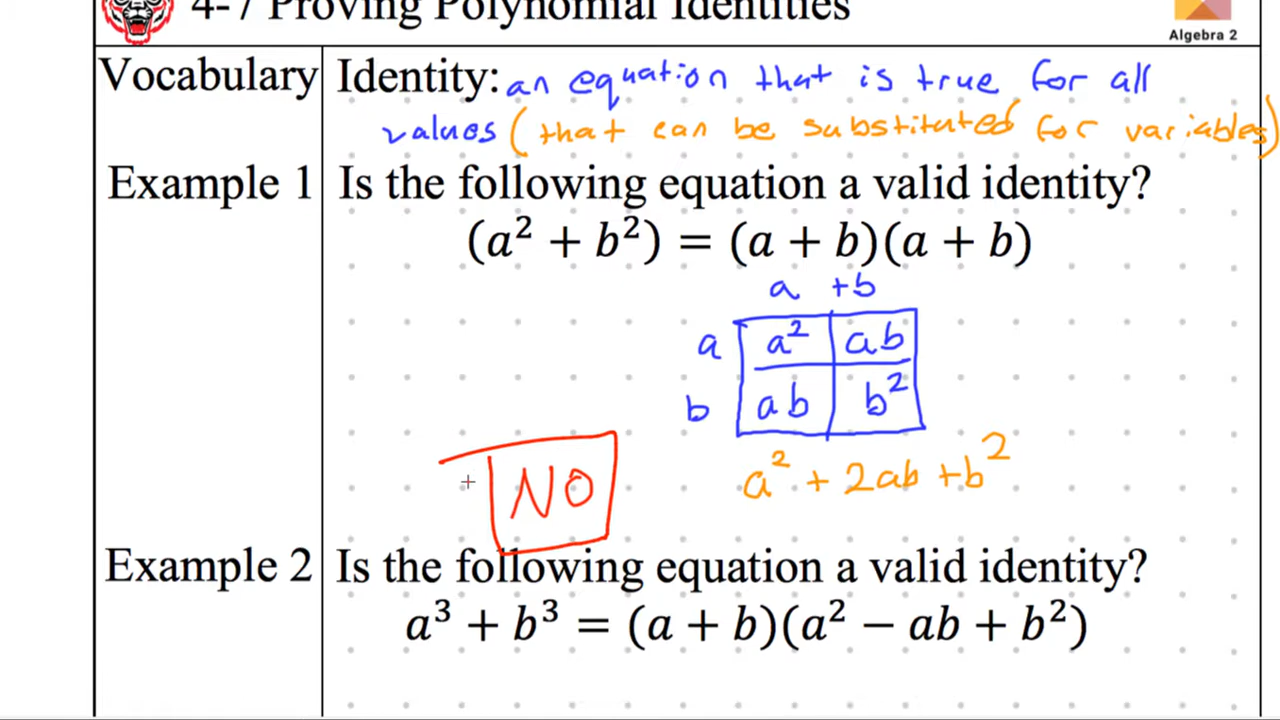 4-7 Proving Polynomial Identities
Algebra 2
Vocabulary
Identity: an equation that is true for all
values (that can be substituted for variables)
Example 1
Is the following equation a valid identity?
(a² + b²) = (a + b)(a + b)
a +b
a a² ab
b ab b²
NO
a² + 2ab + b²
Example 2
Is the following equation a valid identity?
a³ + b³ = (a + b)(a² − ab + b²)